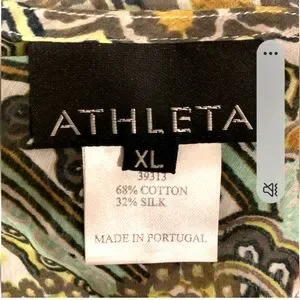 ATHLETA
XL
39313
68% COTTON
32% SILK
MADE IN PORTUGAL